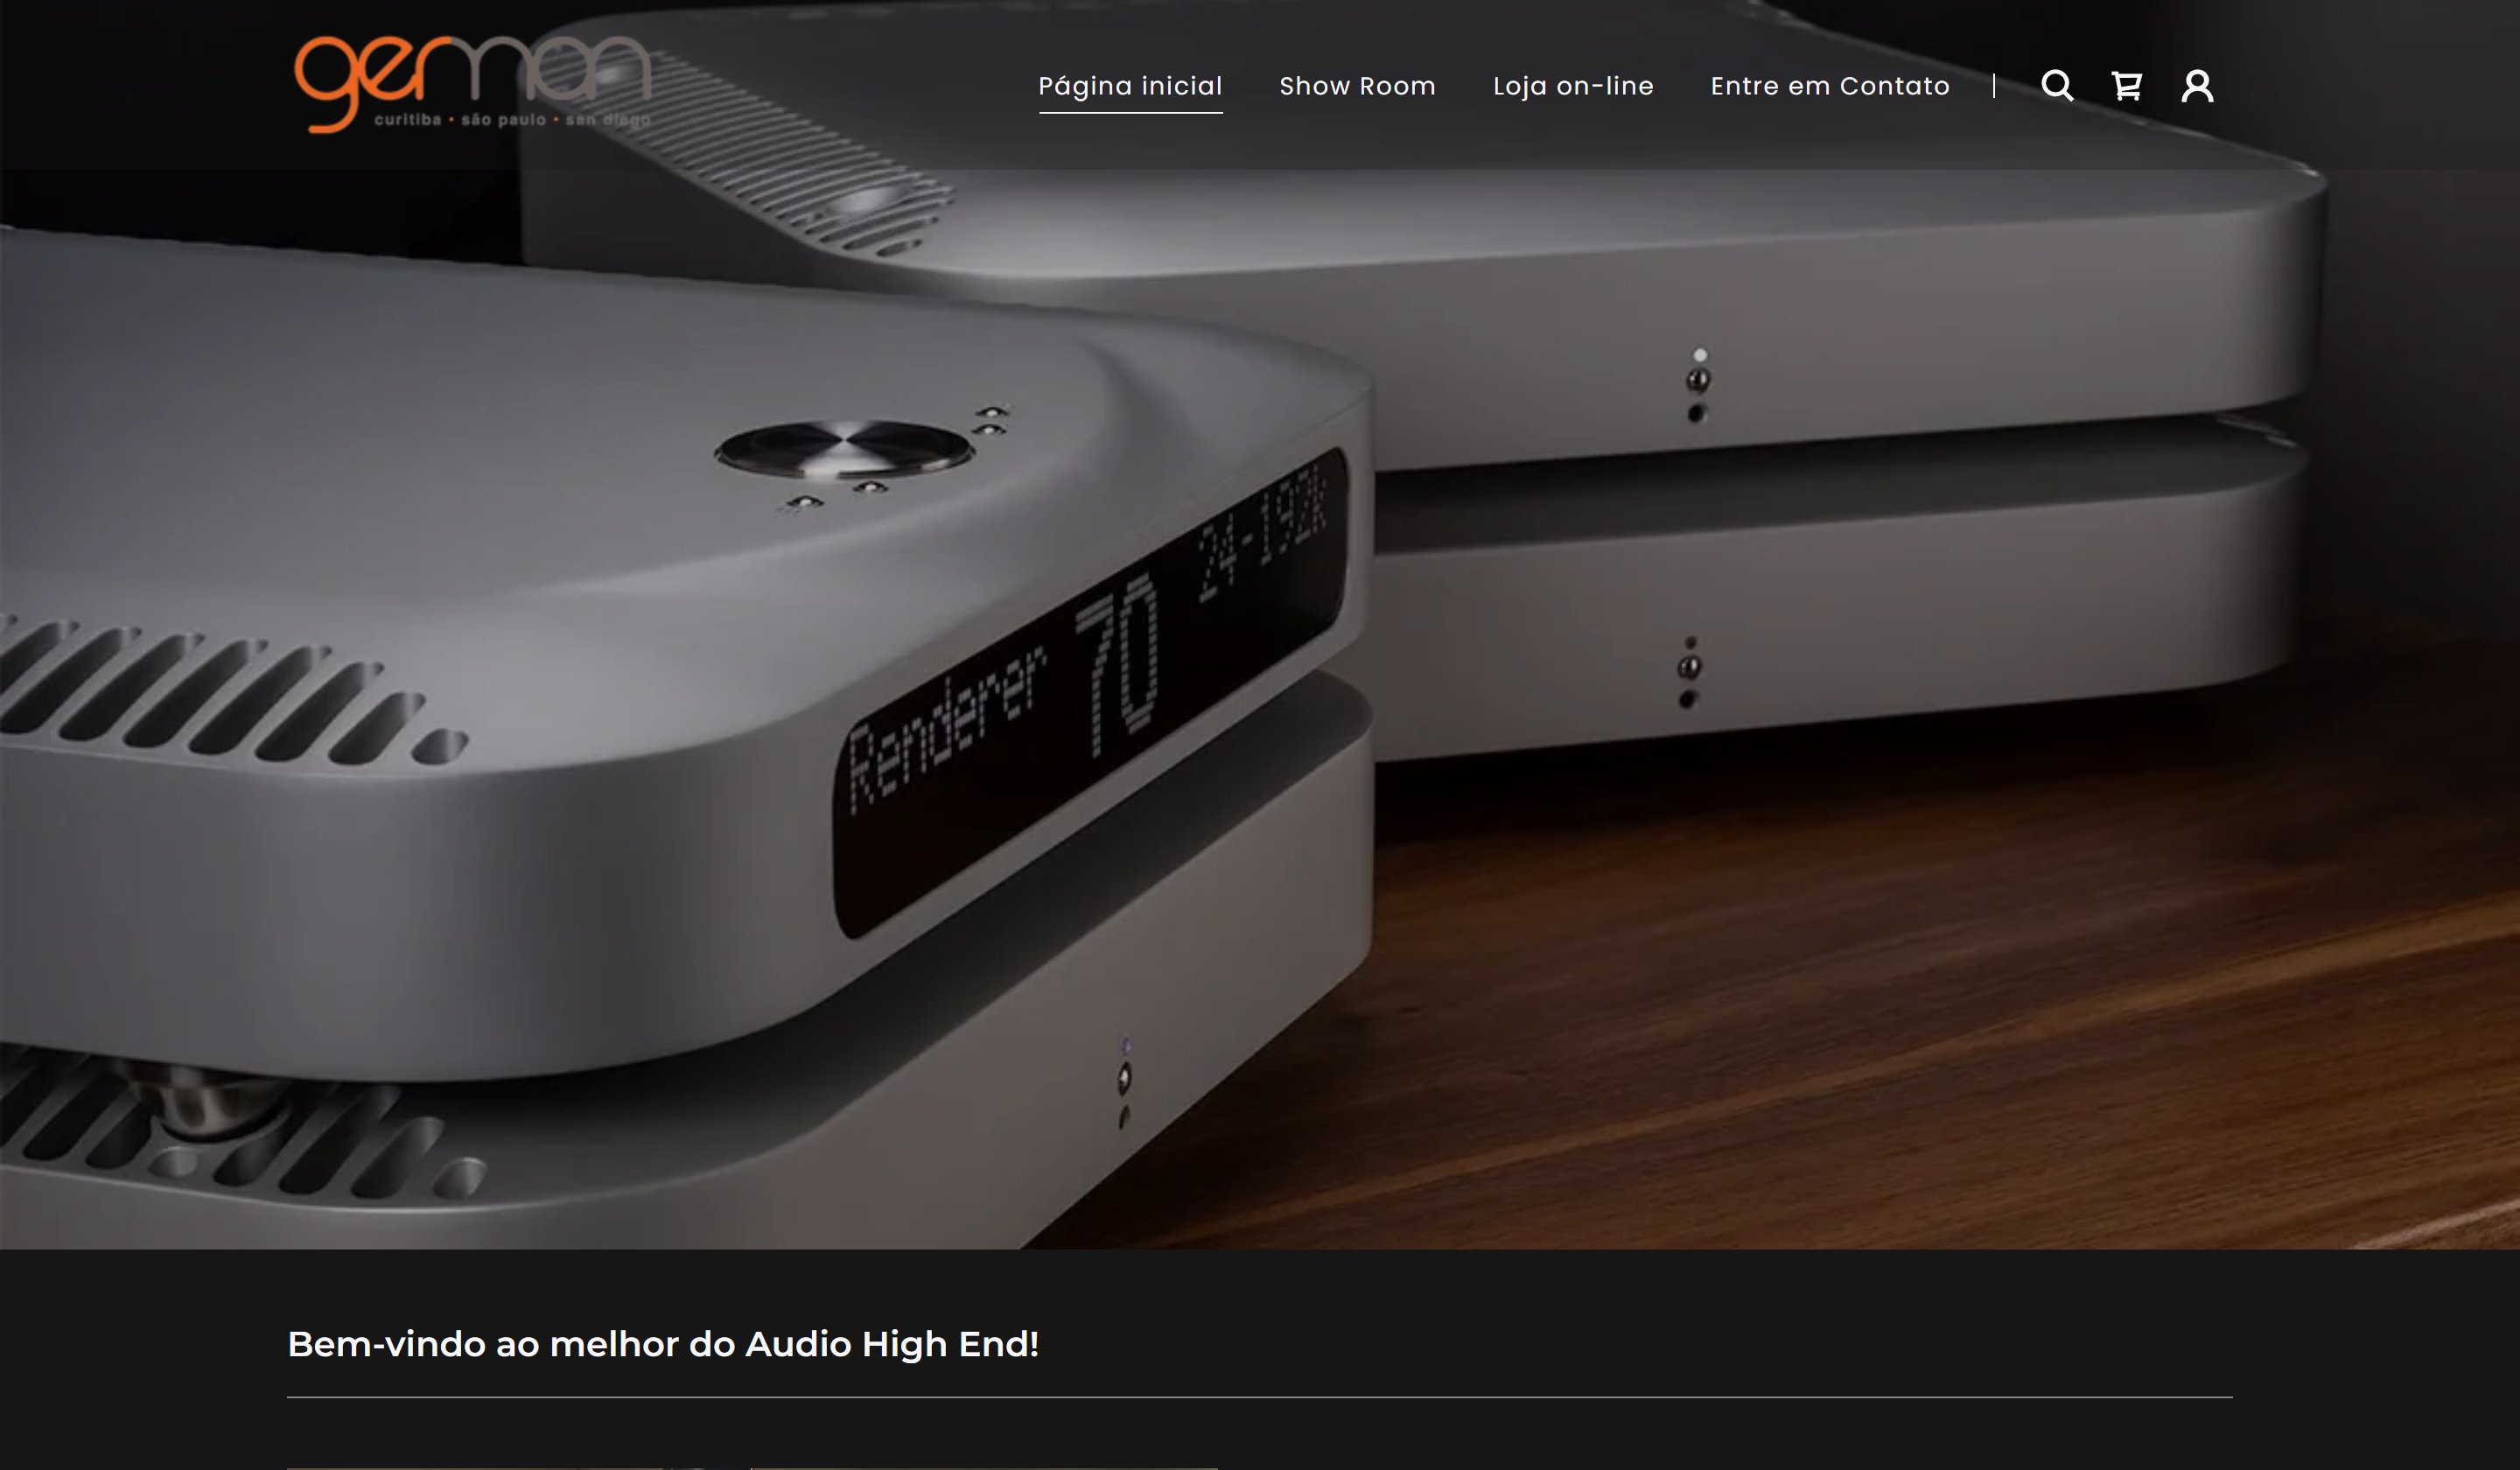 german
curitiba • são paulo • san diego
Página inicial
Show Room
Loja on-line
Entre em Contato
Renderer
70
24-192k
Bem-vindo ao melhor do Audio High End!